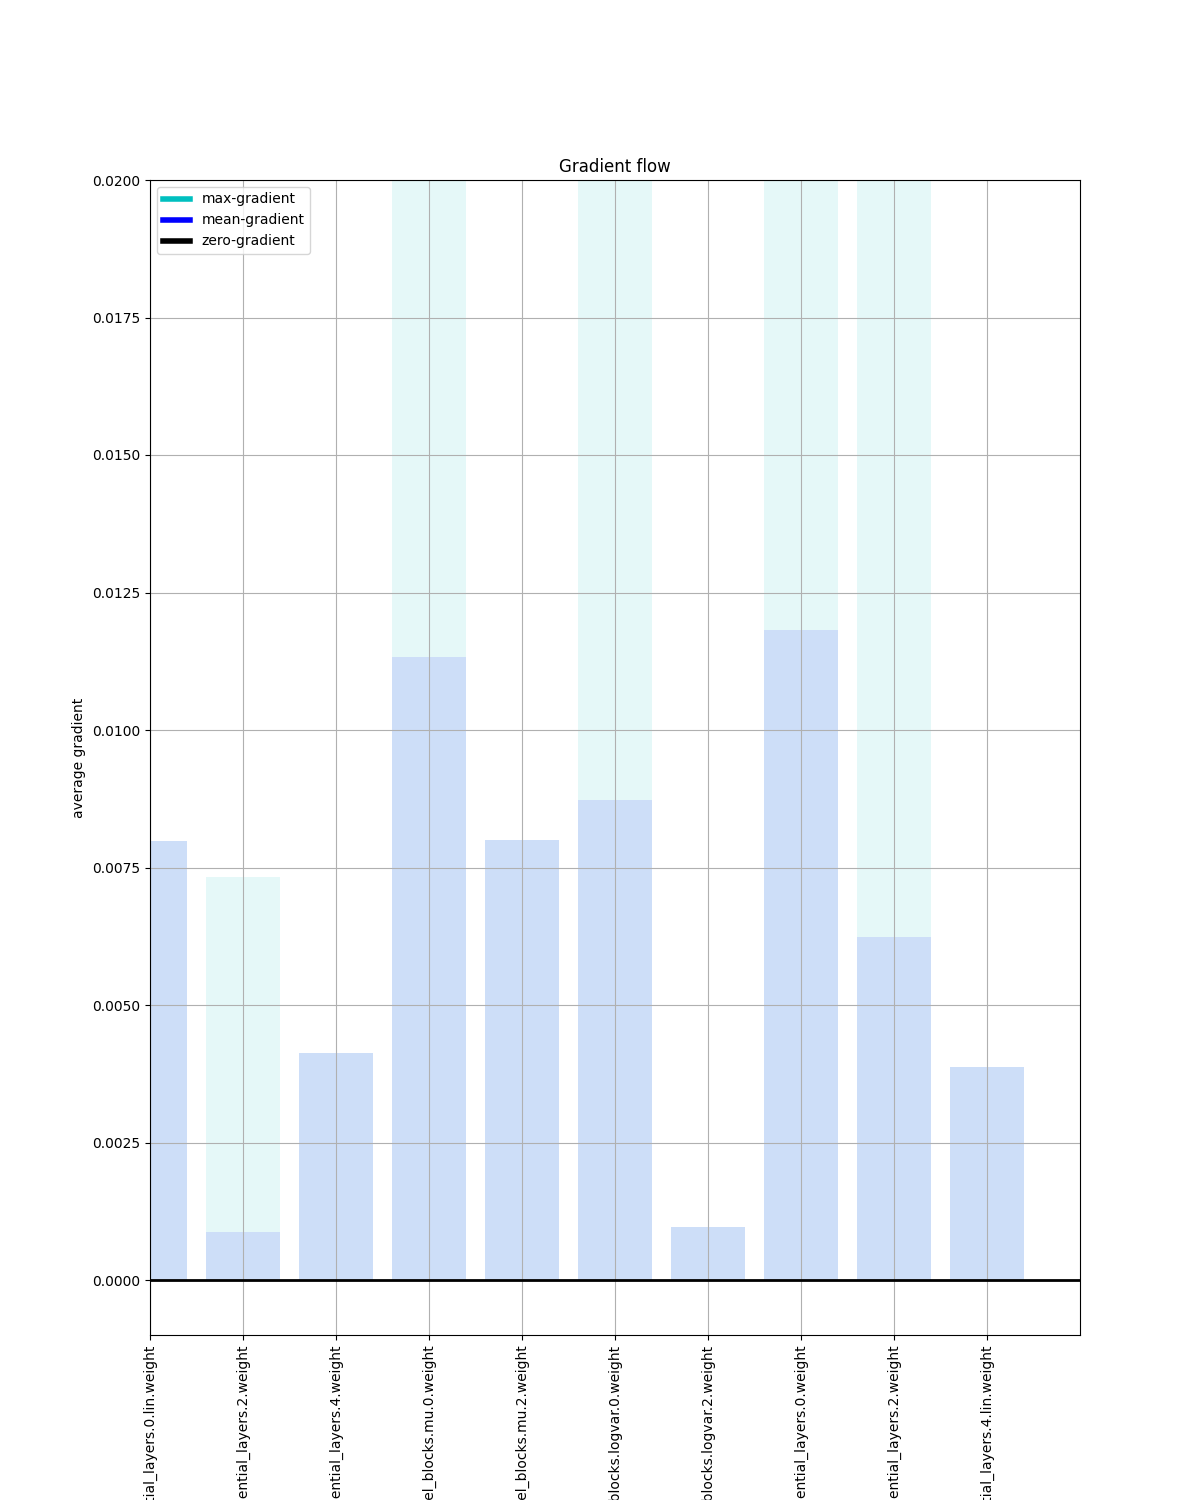 Gradient flow
max-gradient
mean-gradient
zero-gradient
0.0200
0.0175
0.0150
0.0125
0.0100
0.0075
0.0050
0.0025
0.0000
average gradient
tial_layers.0.lin.weight
ential_layers.2.weight
ential_layers.4.weight
el_blocks.mu.0.weight
el_blocks.mu.2.weight
blocks.logvar.0.weight
blocks.logvar.2.weight
ential_layers.0.weight
ential_layers.2.weight
tial_layers.4.lin.weight